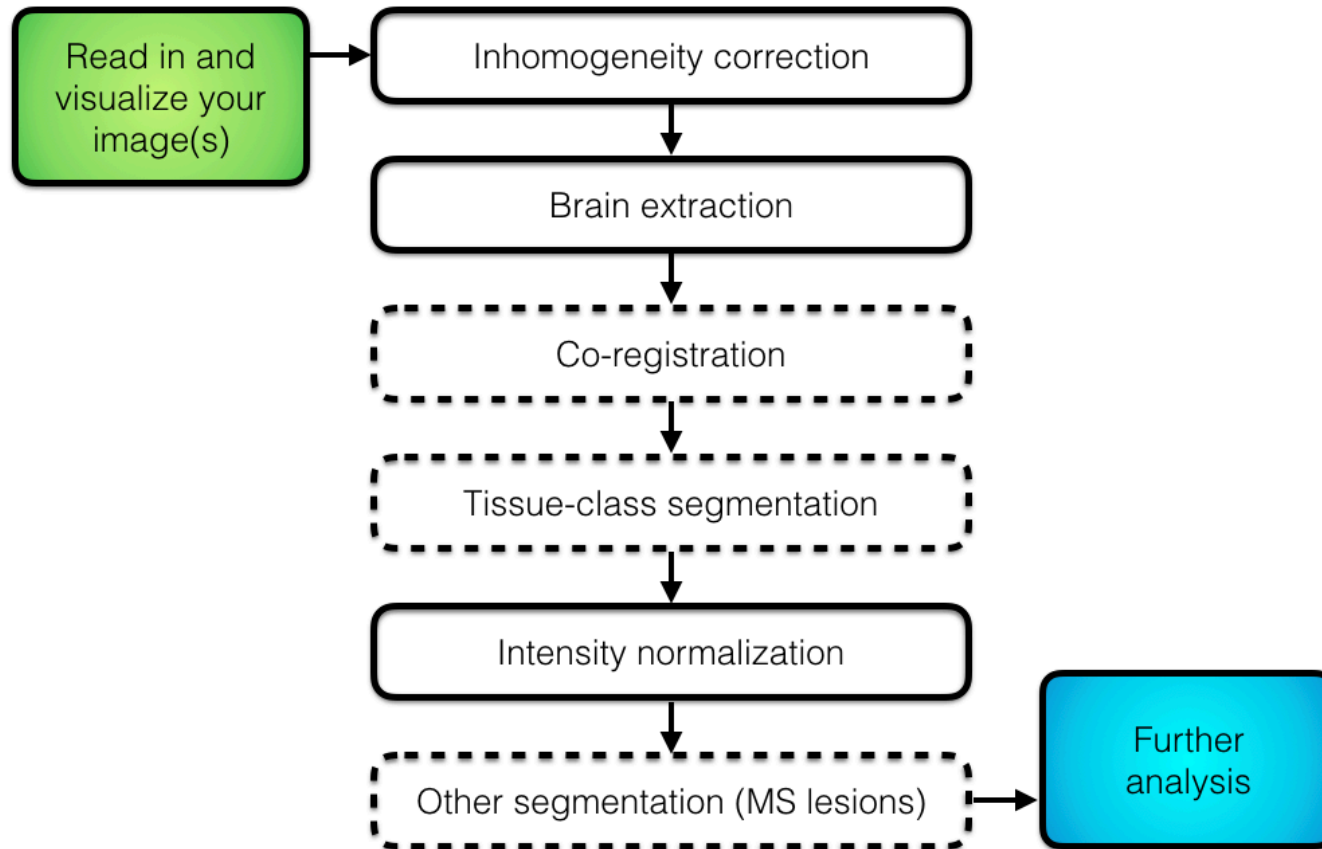 Read in and
visualize your
image(s)
Inhomogeneity correction
Brain extraction
Co-registration
Tissue-class segmentation
Intensity normalization
Other segmentation (MS lesions)
Further
analysis